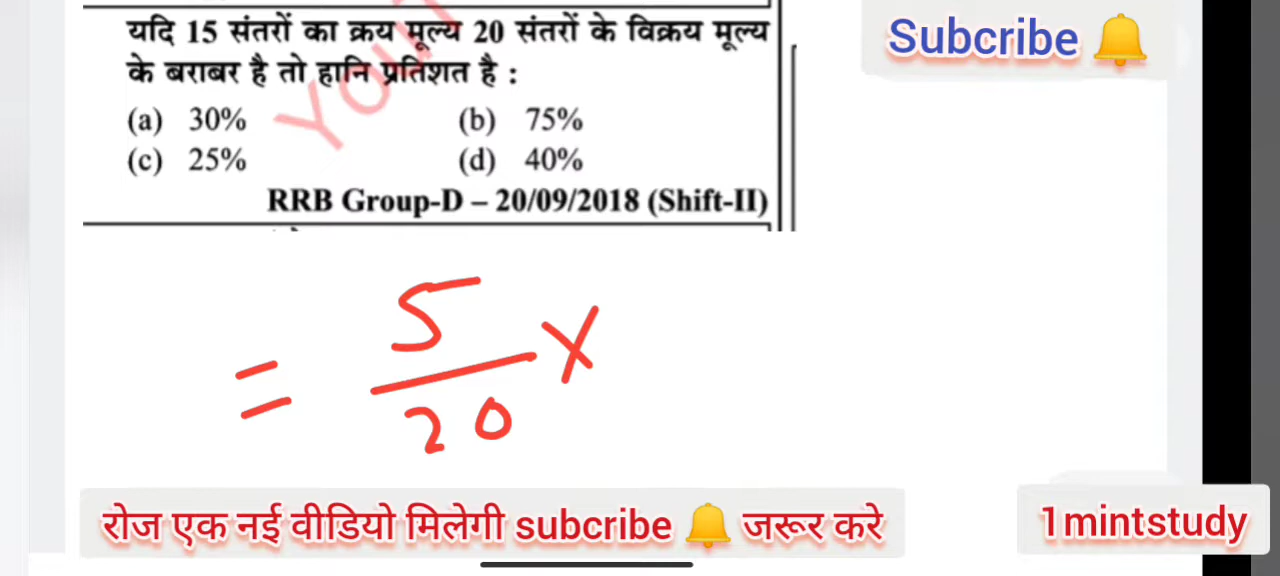 यदि 15 संतरों का क्रय मूल्य 20 संतरों के विक्रय मूल्य
के बराबर है तो हानि प्रतिशत है :
(a) 30% (b) 75%
(c) 25% (d) 40%
RRB Group-D – 20/09/2018 (Shift-II)
Subcribe 🔔
= 5/20 ×
रोज एक नई वीडियो मिलेगी subcribe 🔔 जरूर करे
1mintstudy